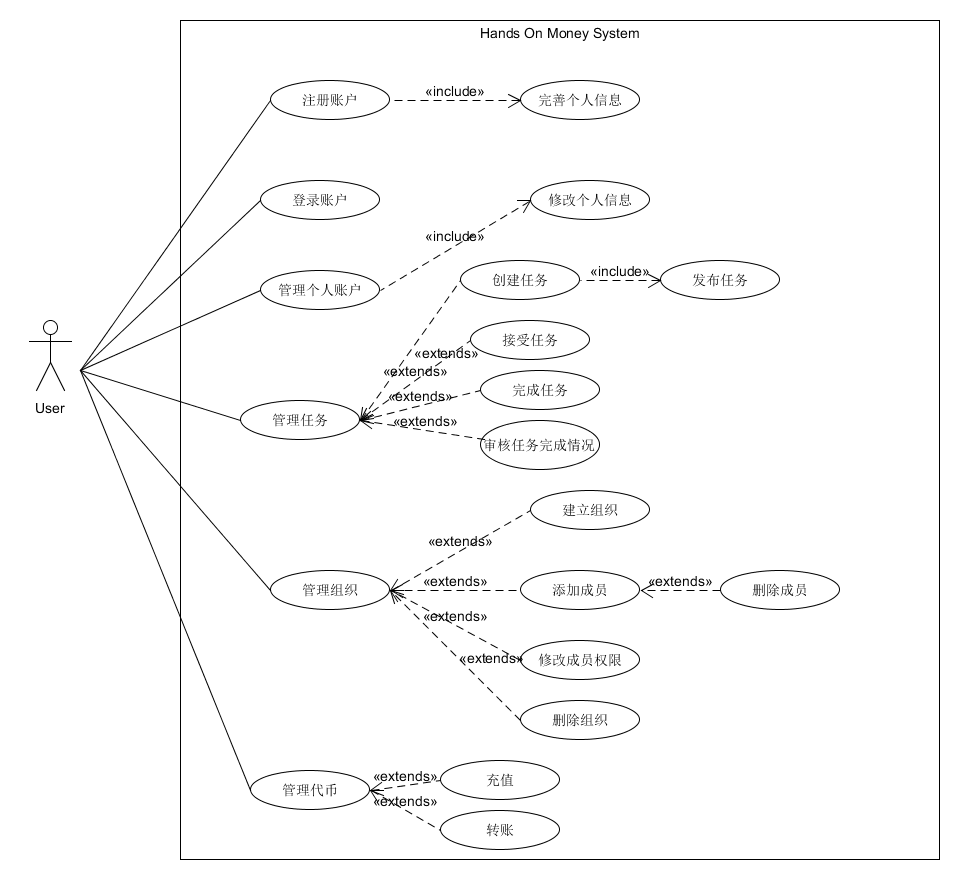 Hands On Money System
注册账户
«include»
完善个人信息
登录账户
修改个人信息
«include»
管理个人账户
创建任务
«include»
发布任务
接受任务
«extends»
«extends»
完成任务
«extends»
User
管理任务
«extends»
审核任务完成情况
建立组织
«extends»
管理组织
«extends»
添加成员
«extends»
删除成员
«extends»
修改成员权限
«extends»
删除组织
管理代币
«extends»
充值
«extends»
转账